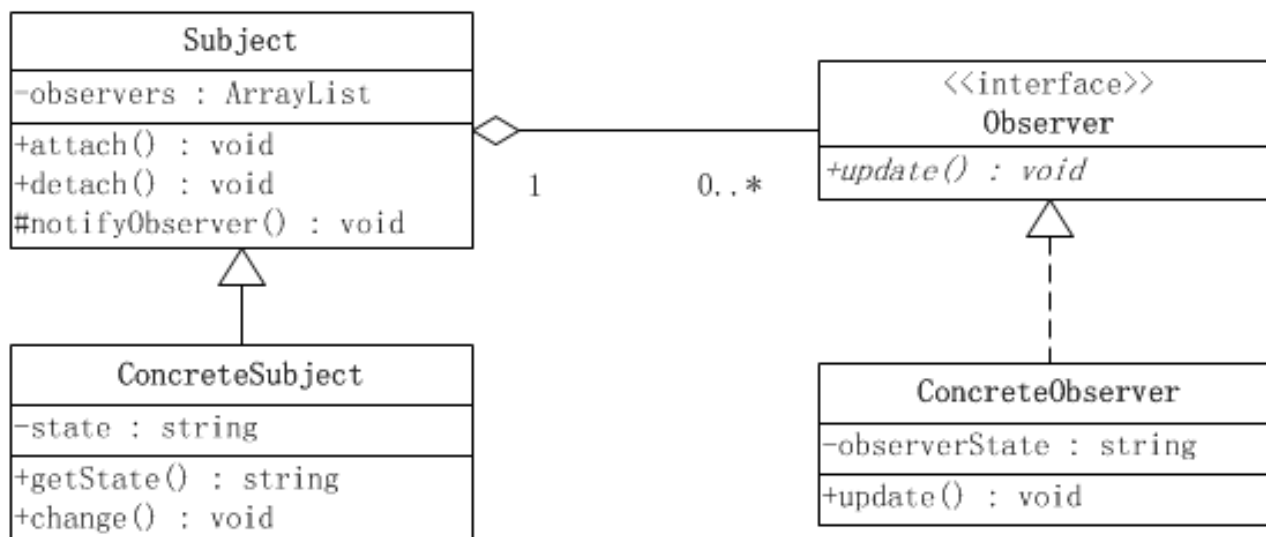 Subject
-observers : ArrayList
+attach() : void
+detach() : void
#notifyObserver() : void
1
0..*
<<interface>>
Observer
+update() : void
ConcreteSubject
-state : string
+getState() : string
+change() : void
ConcreteObserver
-observerState : string
+update() : void